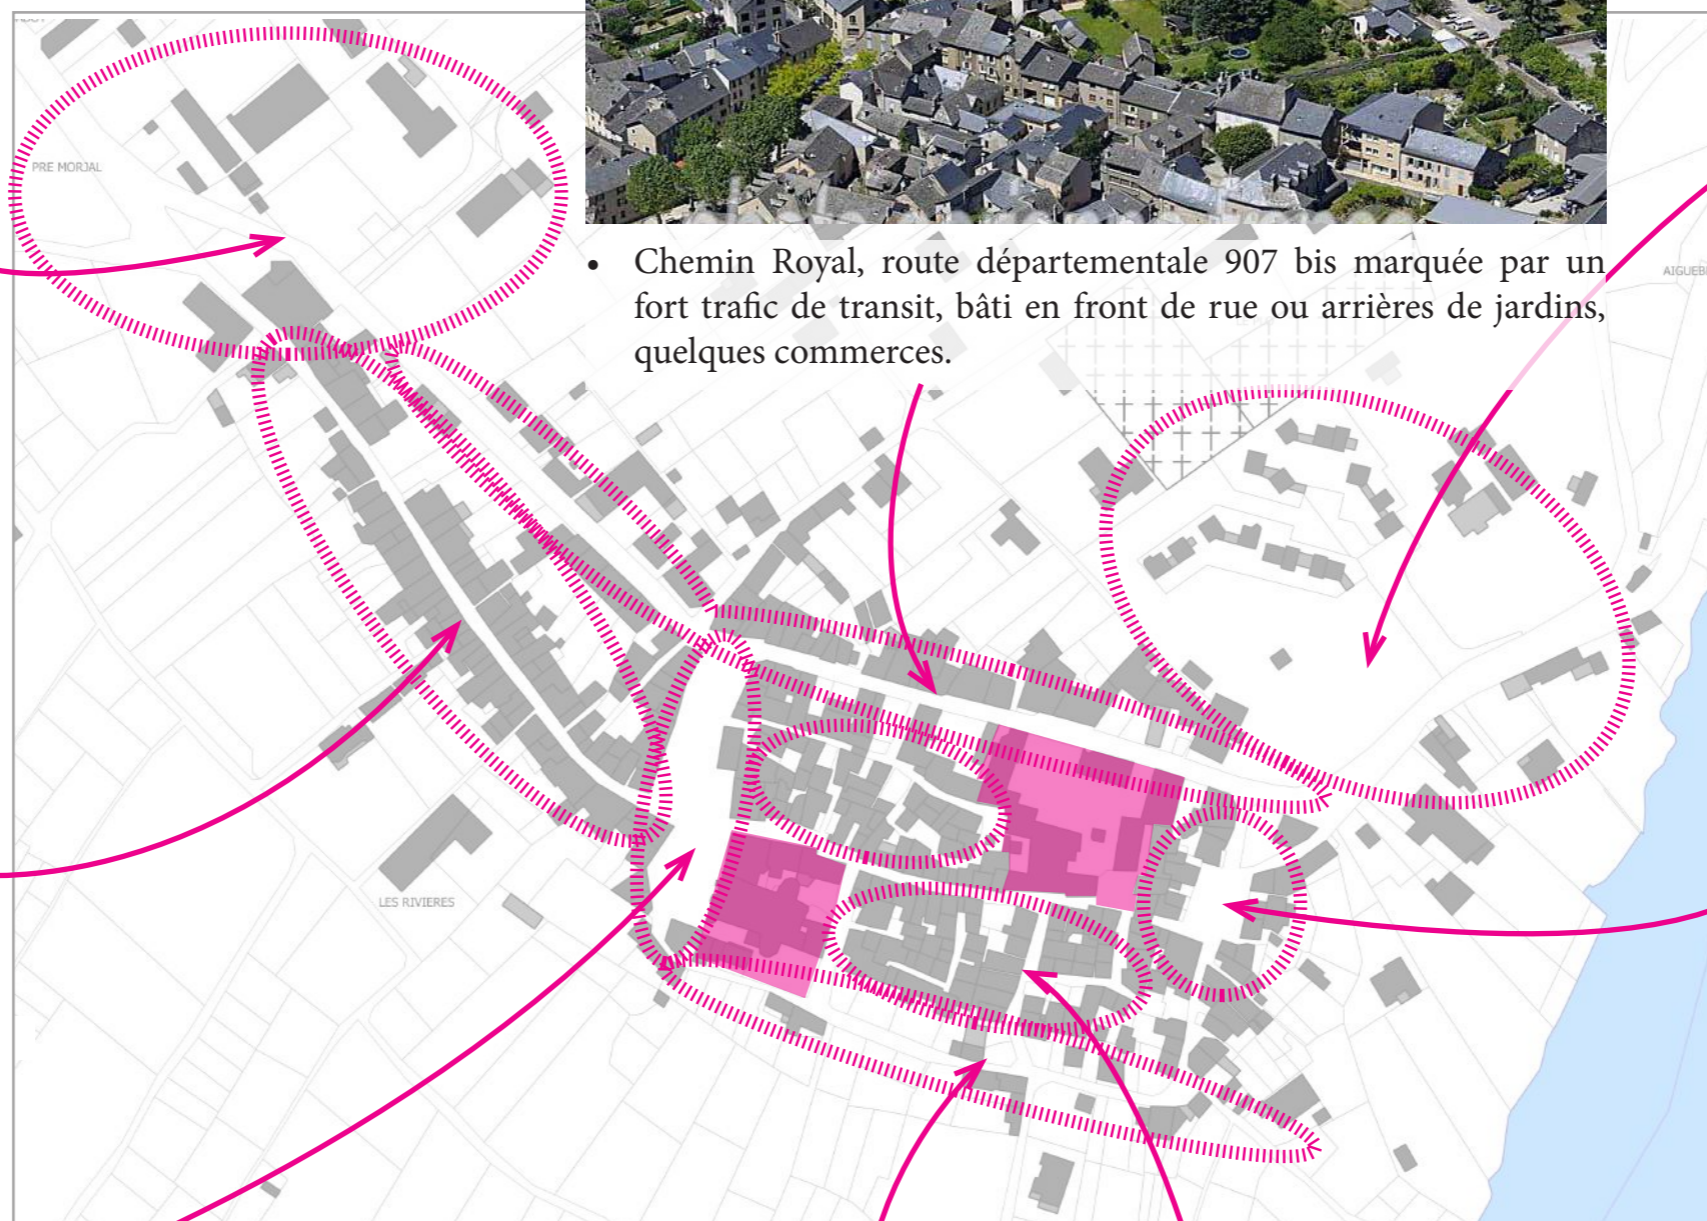 PRE MORJAL
• Chemin Royal, route départementale 907 bis marquée par un
fort trafic de transit, bâti en front de rue ou arrières de jardins,
quelques commerces.
LES RIVIERES